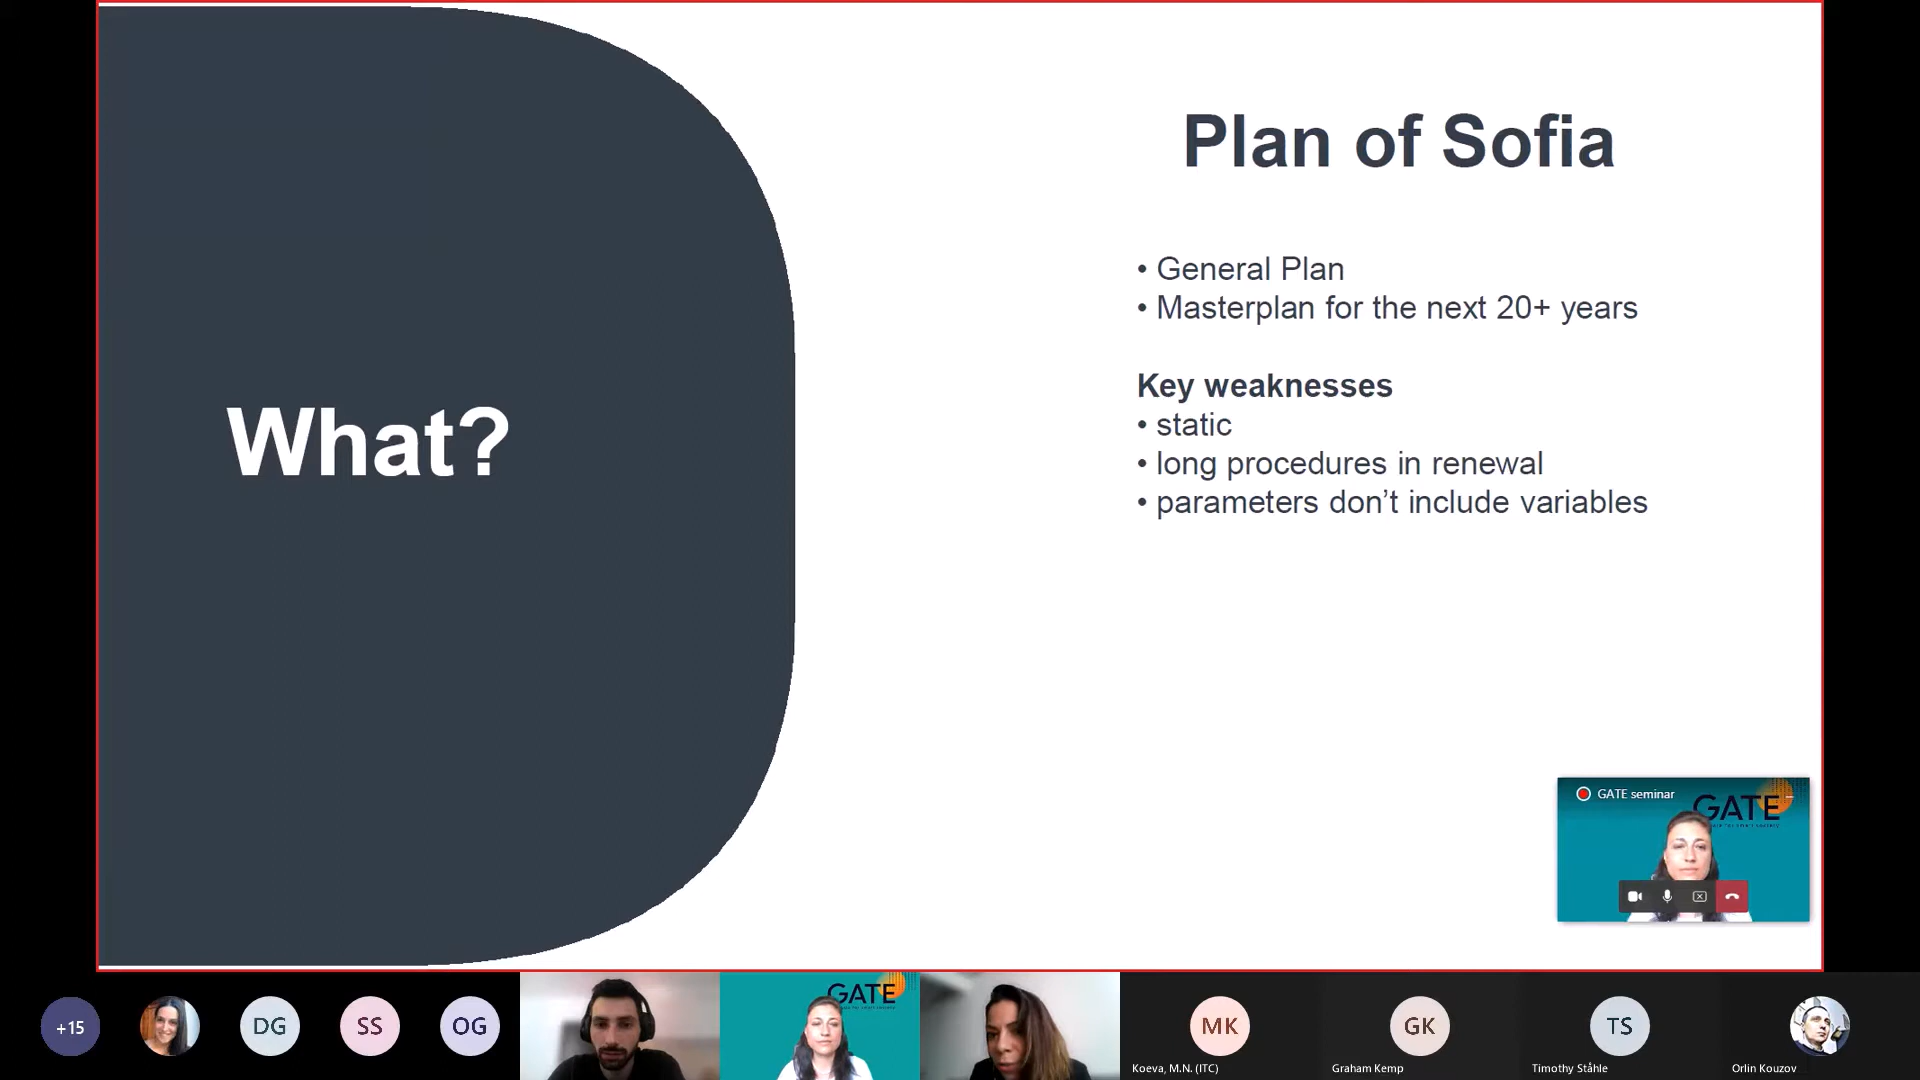 What?
Plan of Sofia
• General Plan
• Masterplan for the next 20+ years
Key weaknesses
• static
• long procedures in renewal
• parameters don’t include variables
GATE seminar
GATE
+15
DG
SS
OG
GATE
MK
Koeva, M.N. (ITC)
GK
Graham Kemp
TS
Timothy Ståhle
Orlin Kouzov